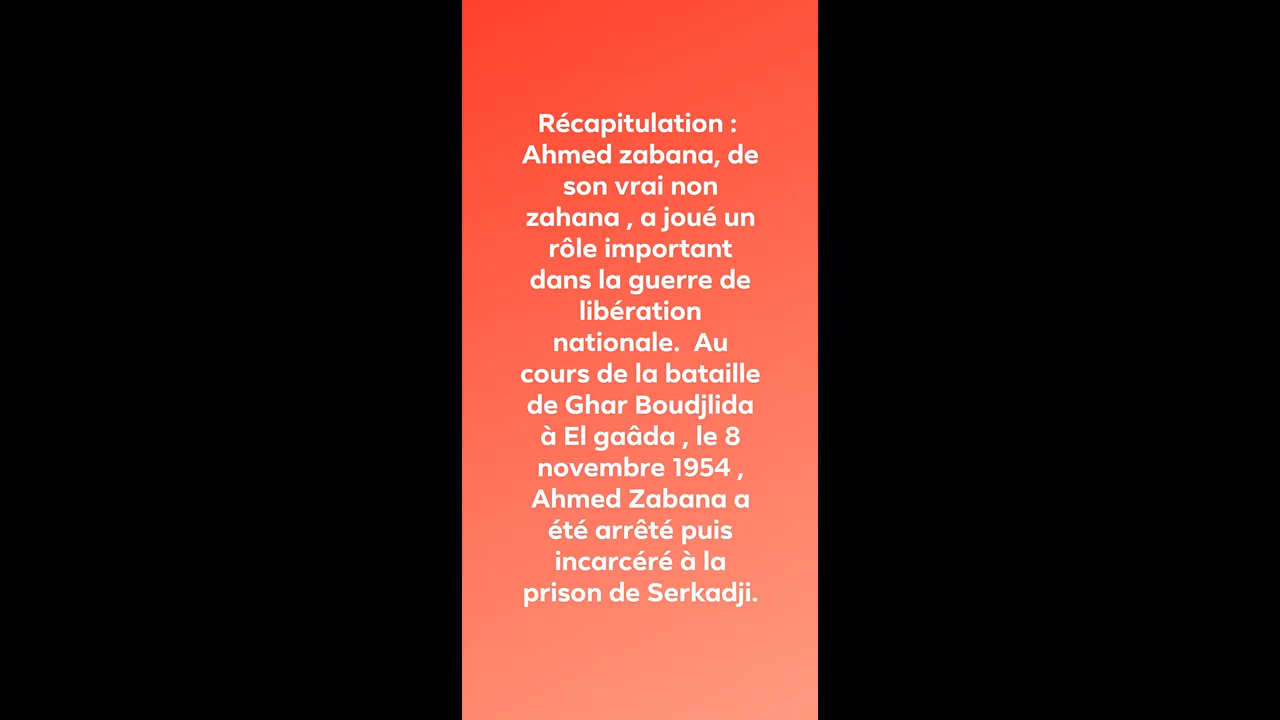 Récapitulation :
Ahmed zabana, de
son vrai non
zahana , a joué un
rôle important
dans la guerre de
libération
nationale.  Au
cours de la bataille
de Ghar Boudjlida
à El gaâda , le 8
novembre 1954 ,
Ahmed Zabana a
été arrêté puis
incarcéré à la
prison de Serkadji.